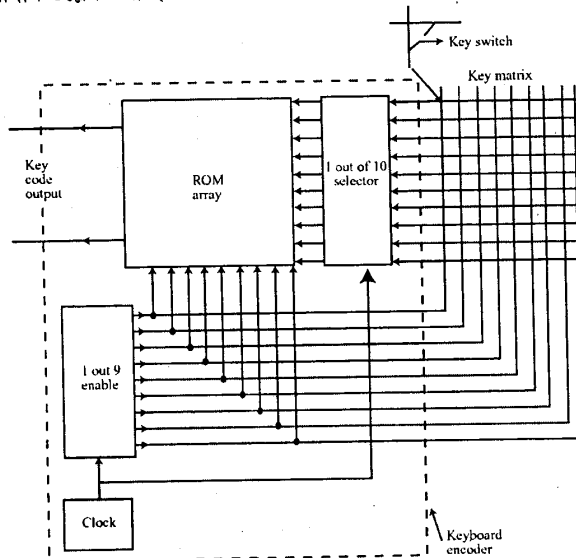 Key switch
Key matrix
Key
code
output
ROM
array
1 out of 10
selector
1 out 9
enable
Clock
Keyboard
encoder